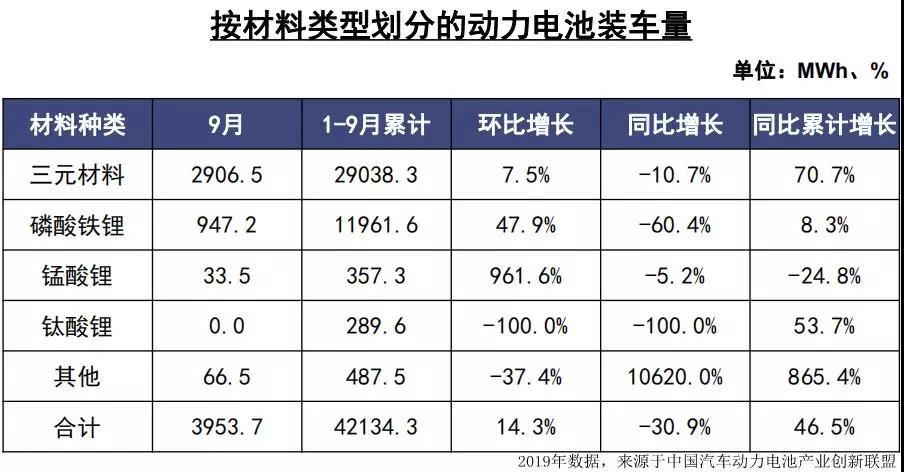 按材料类型划分的动力电池装车量
单位：MWh、%
材料种类 9月 1-9月累计 环比增长 同比增长 同比累计增长
三元材料 2906.5 29038.3 7.5% -10.7% 70.7%
磷酸铁锂 947.2 11961.6 47.9% -60.4% 8.3%
锰酸锂 33.5 357.3 961.6% -5.2% -24.8%
钛酸锂 0.0 289.6 -100.0% -100.0% 53.7%
其他 66.5 487.5 -37.4% 10620.0% 865.4%
合计 3953.7 42134.3 14.3% -30.9% 46.5%
2019年数据，来源于中国汽车动力电池产业创新联盟